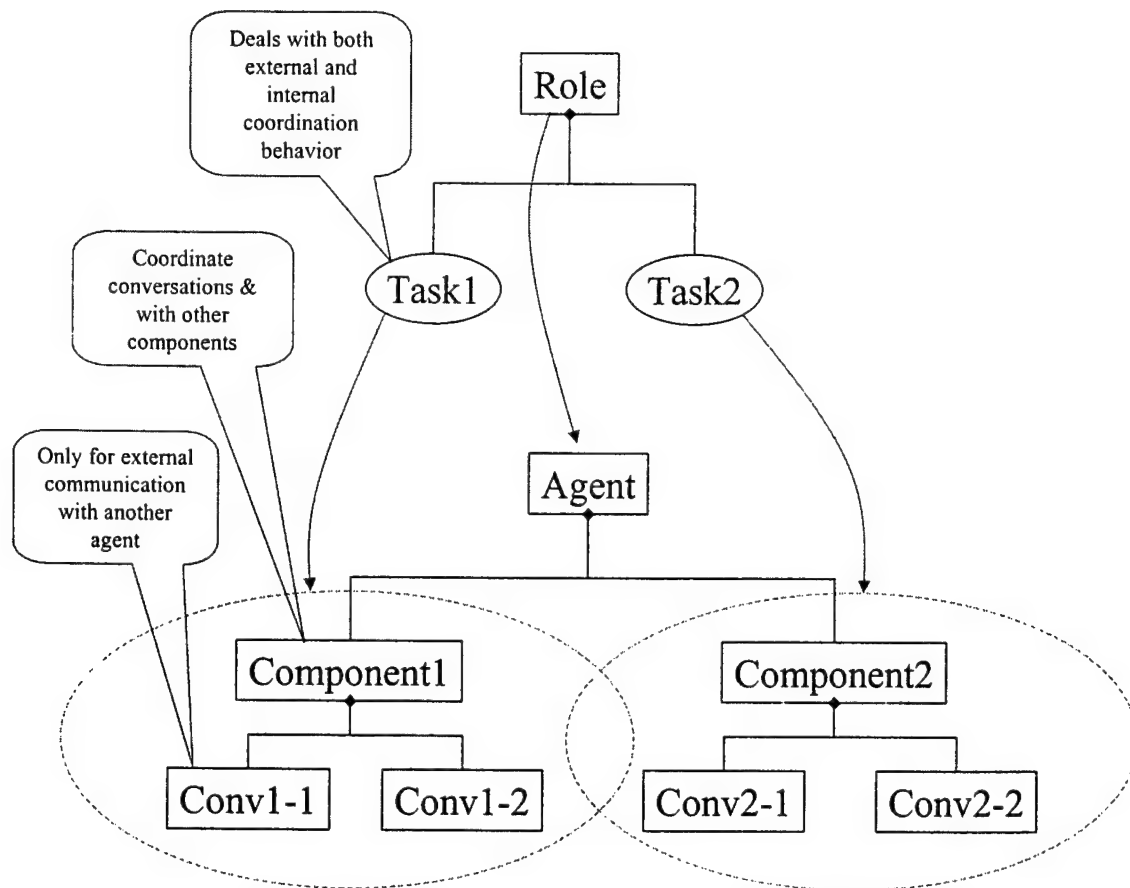 Deals with both
external and
internal
coordination
behavior
Role
Coordinate
conversations &
with other
components
Task1
Task2
Only for external
communication
with another
agent
Agent
Component1
Component2
Conv1-1
Conv1-2
Conv2-1
Conv2-2